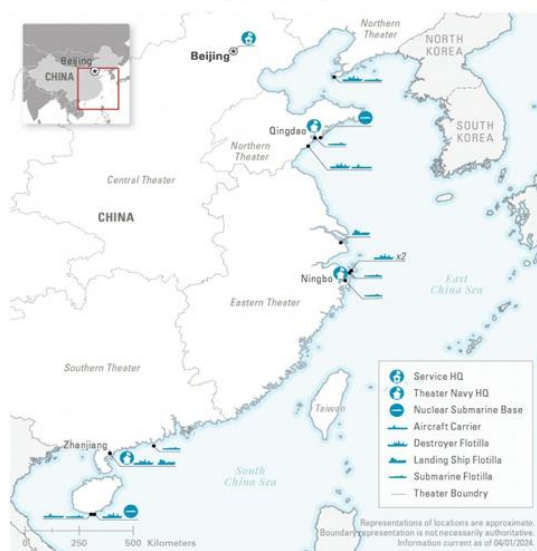 Northern
Theater
NORTH
KOREA
Beijing
Beijing
CHINA
SOUTH
KOREA
Qingdao
Northern
Theater
Central Theater
CHINA
x2
Ningbo
East
China Sea
Eastern Theater
Southern Theater
Taiwan
Zhanjiang
South
China Sea
Service HQ
Theater Navy HQ
Nuclear Submarine Base
Aircraft Carrier
Destroyer Flotilla
Landing Ship Flotilla
Submarine Flotilla
Theater Boundry
0 250 500 Kilometers
Representations of locations are approximate.
Boundary representation is not necessarily authoritative.
Information current as of 04/01/2024.